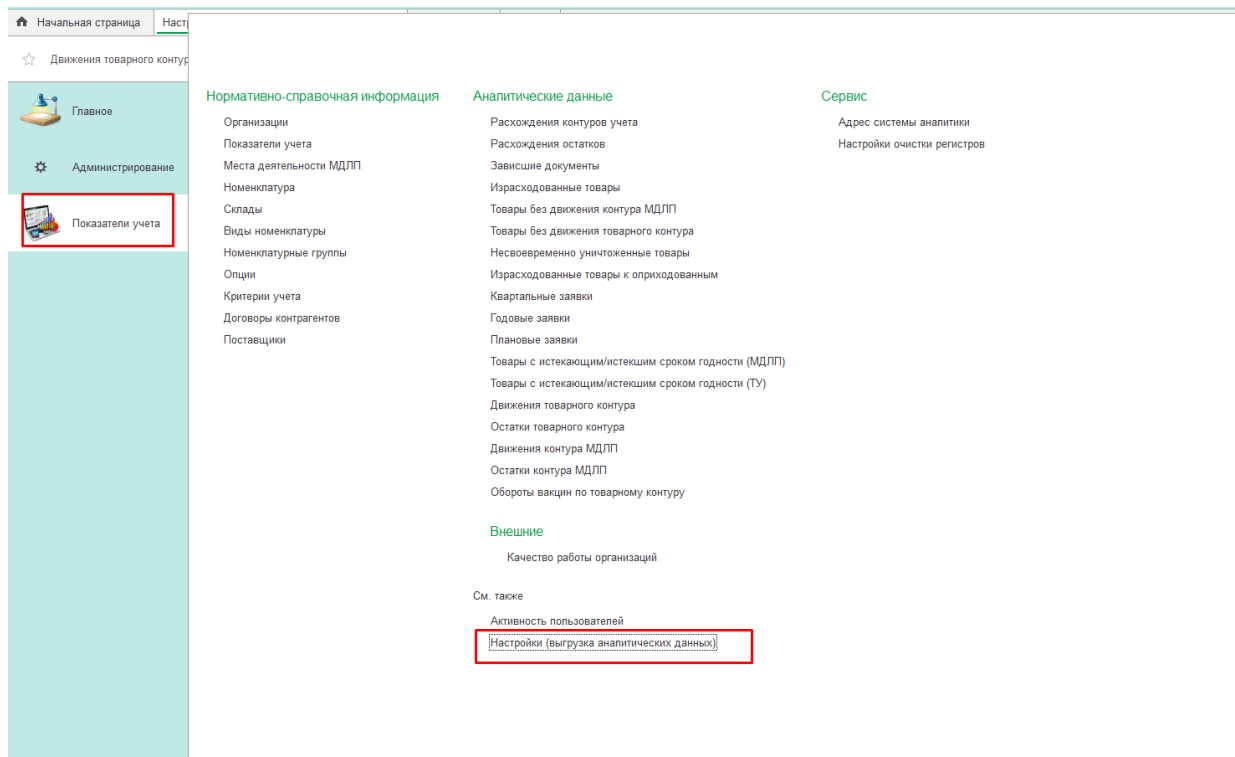 Начальная страница
Наст
Движения товарного контур
Главное
Администрирование
Показатели учета
Нормативно-справочная информация
Организации
Показатели учета
Места деятельности МДЛП
Номенклатура
Склады
Виды номенклатуры
Номенклатурные группы
Опции
Критерии учета
Договоры контрагентов
Поставщики
Аналитические данные
Расхождения контуров учета
Расхождения остатков
Зависшие документы
Израсходованные товары
Товары без движения контура МДЛП
Товары без движения товарного контура
Несвоевременно уничтоженные товары
Израсходованные товары к оприходованным
Квартальные заявки
Годовые заявки
Плановые заявки
Товары с истекающим/истекшим сроком годности (МДЛП)
Товары с истекающим/истекшим сроком годности (ТУ)
Движения товарного контура
Остатки товарного контура
Движения контура МДЛП
Остатки контура МДЛП
Обороты вакцин по товарному контуру
Внешние
Качество работы организаций
См. также
Активность пользователей
Настройки (выгрузка аналитических данных)
Сервис
Адрес системы аналитики
Настройки очистки регистров